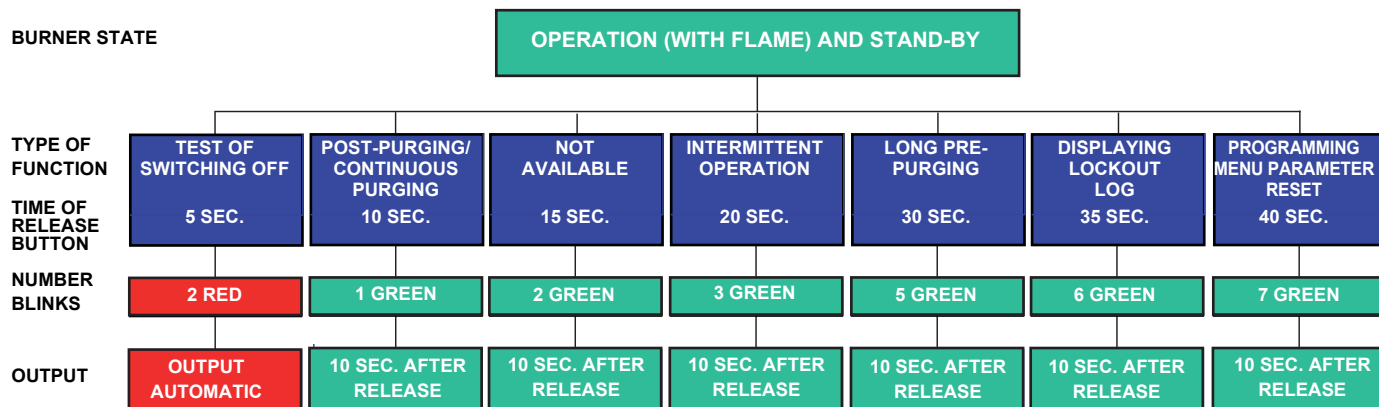 BURNER STATE
OPERATION (WITH FLAME) AND STAND-BY
TYPE OF
FUNCTION
TEST OF
SWITCHING OFF
POST-PURGING/
CONTINUOUS
PURGING
NOT
AVAILABLE
INTERMITTENT
OPERATION
LONG PRE-
PURGING
DISPLAYING
LOCKOUT
LOG
PROGRAMMING
MENU PARAMETER
RESET
TIME OF
RELEASE
BUTTON
5 SEC.
10 SEC.
15 SEC.
20 SEC.
30 SEC.
35 SEC.
40 SEC.
NUMBER
BLINKS
2 RED
1 GREEN
2 GREEN
3 GREEN
5 GREEN
6 GREEN
7 GREEN
OUTPUT
OUTPUT
AUTOMATIC
10 SEC. AFTER
RELEASE
10 SEC. AFTER
RELEASE
10 SEC. AFTER
RELEASE
10 SEC. AFTER
RELEASE
10 SEC. AFTER
RELEASE
10 SEC. AFTER
RELEASE